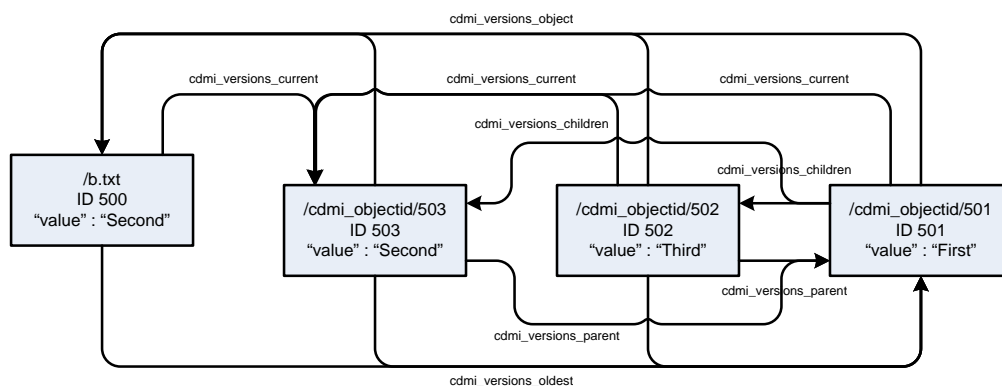 cdmi_versions_object
cdmi_versions_current
cdmi_versions_current
cdmi_versions_current
cdmi_versions_children
cdmi_versions_children
/b.txt
ID 500
“value” : “Second”
/cdmi_objectid/503
ID 503
“value” : “Second”
/cdmi_objectid/502
ID 502
“value” : “Third”
/cdmi_objectid/501
ID 501
“value” : “First”
cdmi_versions_parent
cdmi_versions_parent
cdmi_versions_oldest